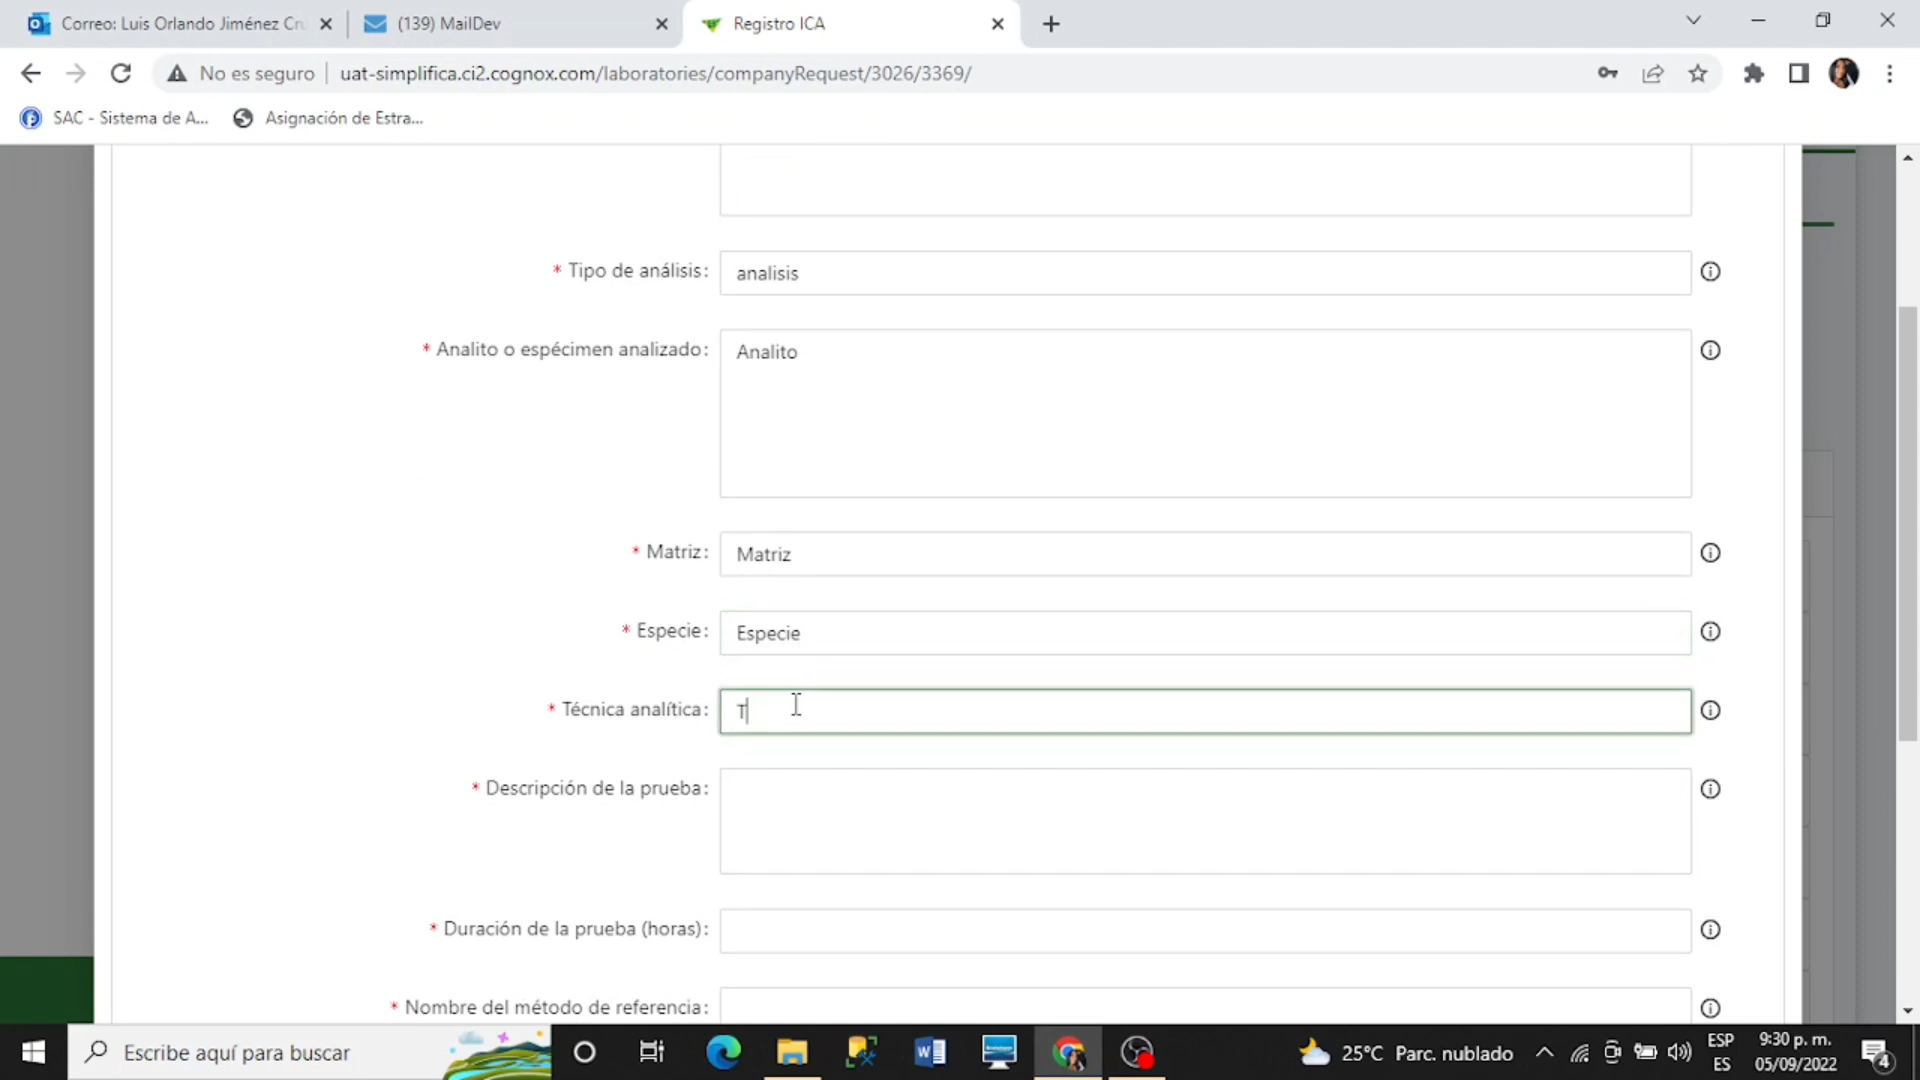 Correo: Luis Orlando Jiménez Cru
(139) MailDev
Registro ICA
No es seguro
uat-simplifica.ci2.cognox.com/laboratories/companyRequest/3026/3369/
SAC - Sistema de A...
Asignación de Estra...
* Tipo de análisis:
analisis
* Analito o espécimen analizado:
Analito
* Matriz:
Matriz
* Especie:
Especie
* Técnica analítica:
T
* Descripción de la prueba:
* Duración de la prueba (horas):
* Nombre del método de referencia:
Escribe aquí para buscar
25°C Parc. nublado
ESP
ES
9:30 p. m.
05/09/2022
4